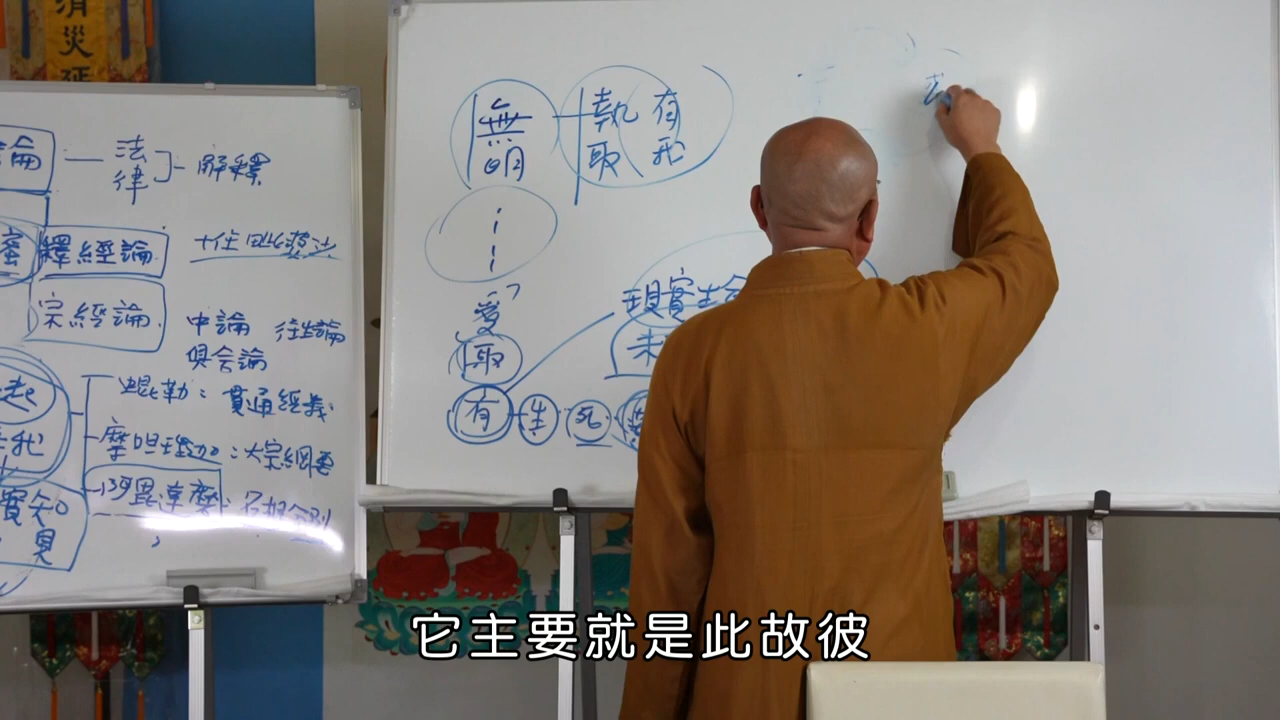 消災延
論 — 法律 — 解釋
釋經論
十住毗婆沙
宗經論
中論 往生論
俱舍論
蜫勒：貫通經義
摩呾理迦：大宗綱要
阿毘達磨：名相分別
實知
見
無明
執取
有我
愛
取
有 生 死
現實生命
未
去
它主要就是此故彼